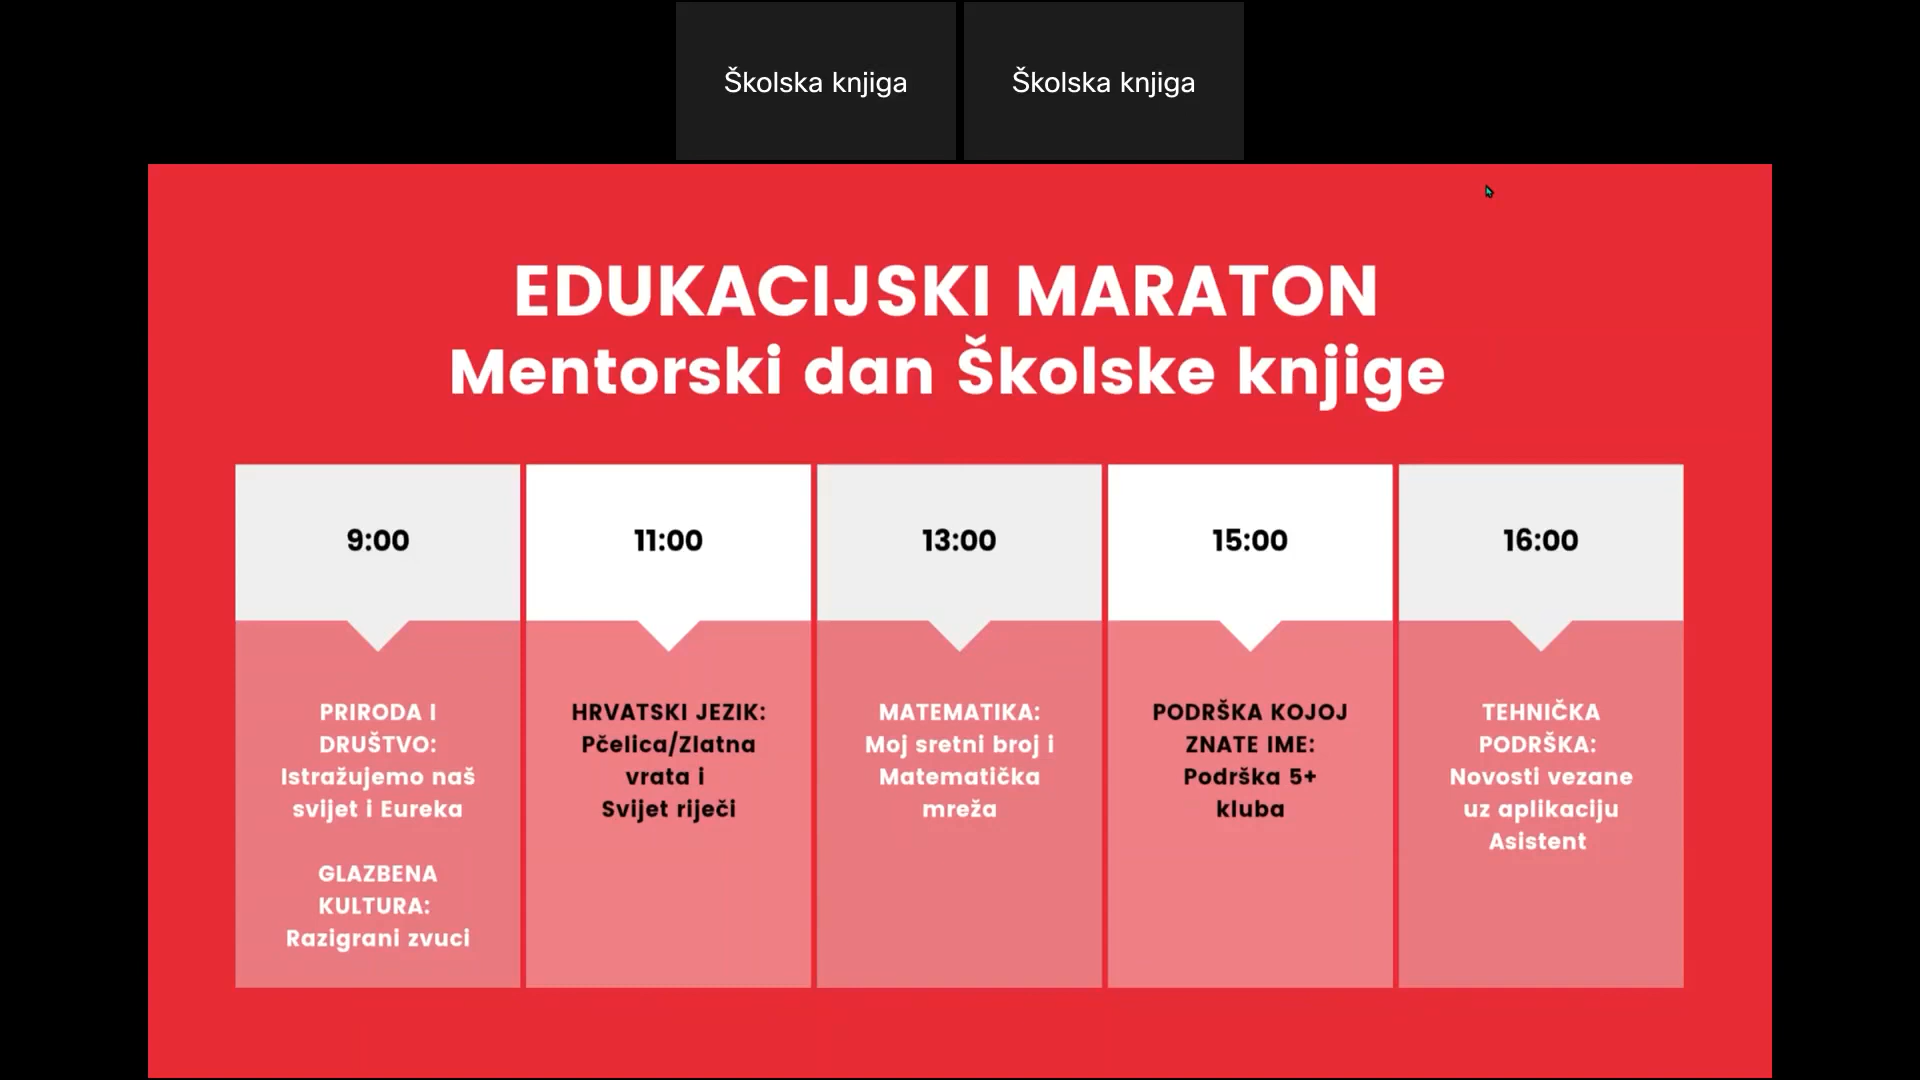 Školska knjiga
Školska knjiga
EDUKACIJSKI MARATON
Mentorski dan Školske knjige
9:00
PRIRODA I
DRUŠTVO:
Istražujemo naš
svijet i Eureka
GLAZBENA
KULTURA:
Razigrani zvuci
11:00
HRVATSKI JEZIK:
Pčelica/Zlatna
vrata i
Svijet riječi
13:00
MATEMATIKA:
Moj sretni broj i
Matematička
mreža
15:00
PODRŠKA KOJOJ
ZNATE IME:
Podrška 5+
kluba
16:00
TEHNIČKA
PODRŠKA:
Novosti vezane
uz aplikaciju
Asistent